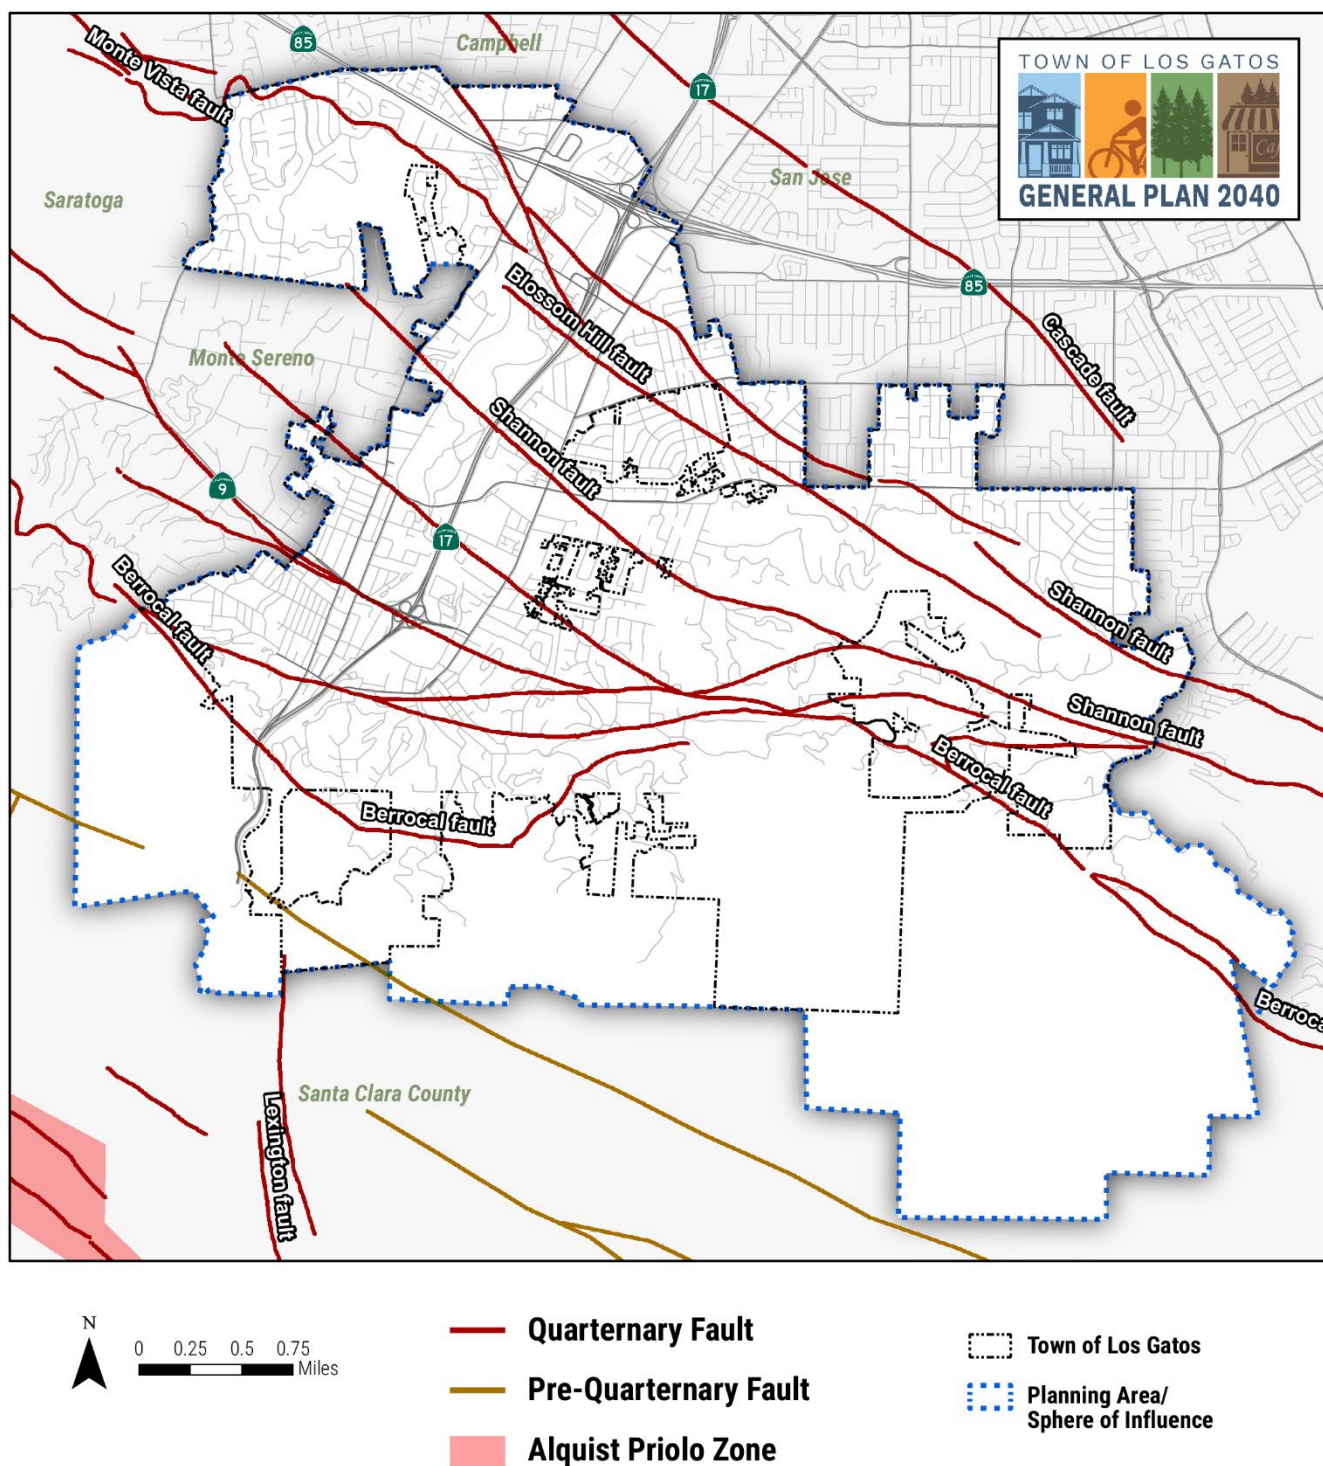 85
Campbell
Monte Vista fault
17
TOWN OF LOS GATOS
Caf
GENERAL PLAN 2040
Saratoga
San Jose
85
Blossom Hill fault
Cascade fault
Monte Sereno
Shannon fault
9
17
Berrocal fault
Shannon fault
Shannon fault
Berrocal fault
Berrocal fault
Berroca
Santa Clara County
Lexington fault
N
0 0.25 0.5 0.75
Miles
Quarternary Fault
Pre-Quarternary Fault
Alquist Priolo Zone
Town of Los Gatos
Planning Area/
Sphere of Influence